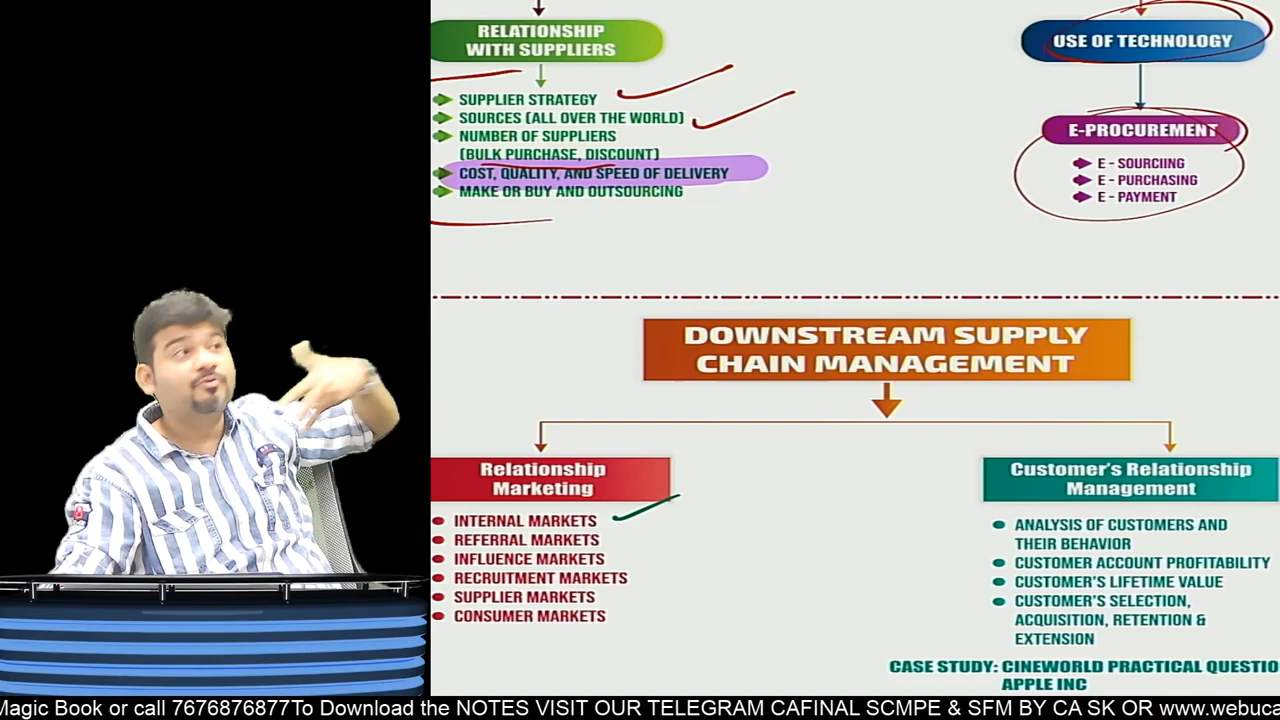 RELATIONSHIP
WITH SUPPLIERS
SUPPLIER STRATEGY
SOURCES (ALL OVER THE WORLD)
NUMBER OF SUPPLIERS
(BULK PURCHASE, DISCOUNT)
COST, QUALITY, AND SPEED OF DELIVERY
MAKE OR BUY AND OUTSOURCING
USE OF TECHNOLOGY
E-PROCUREMENT
E - SOURCIING
E - PURCHASING
E - PAYMENT
DOWNSTREAM SUPPLY
CHAIN MANAGEMENT
Relationship
Marketing
INTERNAL MARKETS
REFERRAL MARKETS
INFLUENCE MARKETS
RECRUITMENT MARKETS
SUPPLIER MARKETS
CONSUMER MARKETS
Customer's Relationship
Management
ANALYSIS OF CUSTOMERS AND
THEIR BEHAVIOR
CUSTOMER ACCOUNT PROFITABILITY
CUSTOMER'S LIFETIME VALUE
CUSTOMER'S SELECTION,
ACQUISITION, RETENTION &
EXTENSION
CASE STUDY: CINEWORLD PRACTICAL QUESTIO
APPLE INC
Magic Book or call 7676876877To Download the NOTES VISIT OUR TELEGRAM CAFINAL SCMPE & SFM BY CA SK OR www.webuca